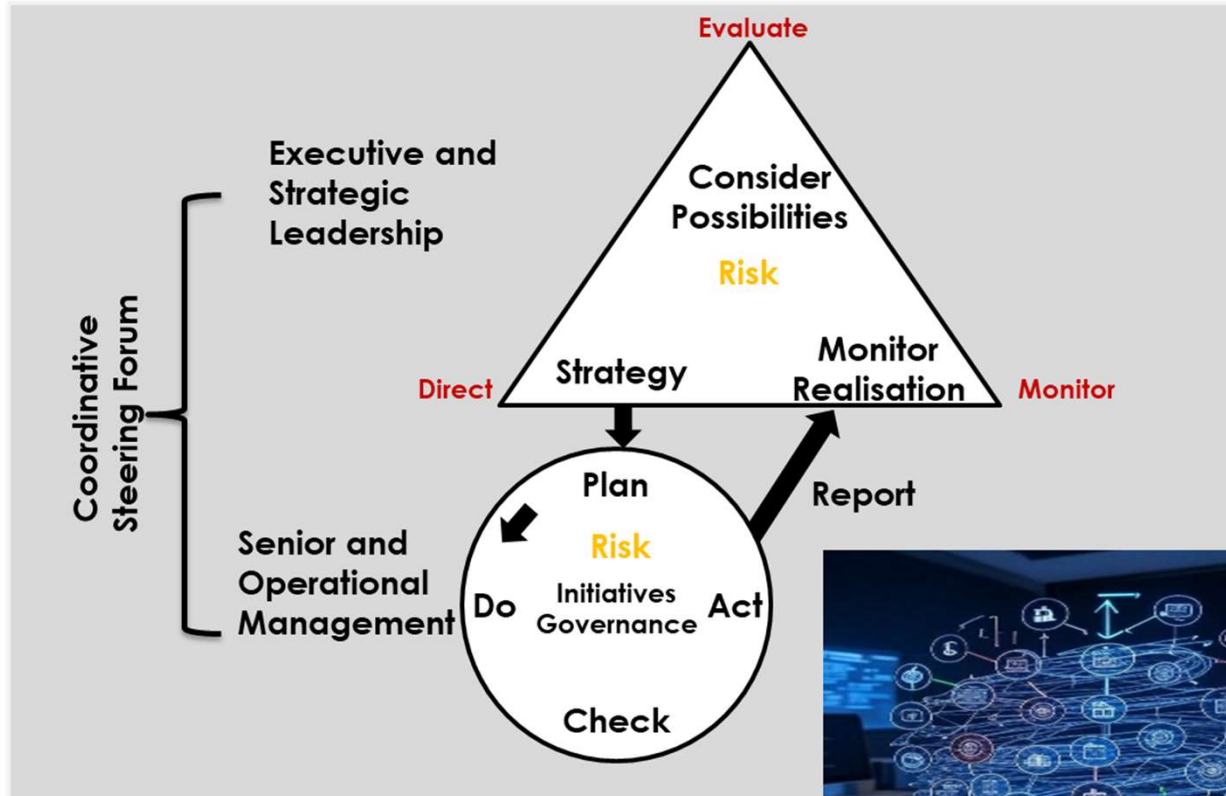 Evaluate
Executive and
Strategic
Leadership
Consider
Possibilities
Risk
Direct
Strategy
Monitor
Realisation
Monitor
Coordinative
Steering Forum
Report
Plan
Risk
Senior and
Operational
Management
Do
Initiatives
Governance
Act
Check